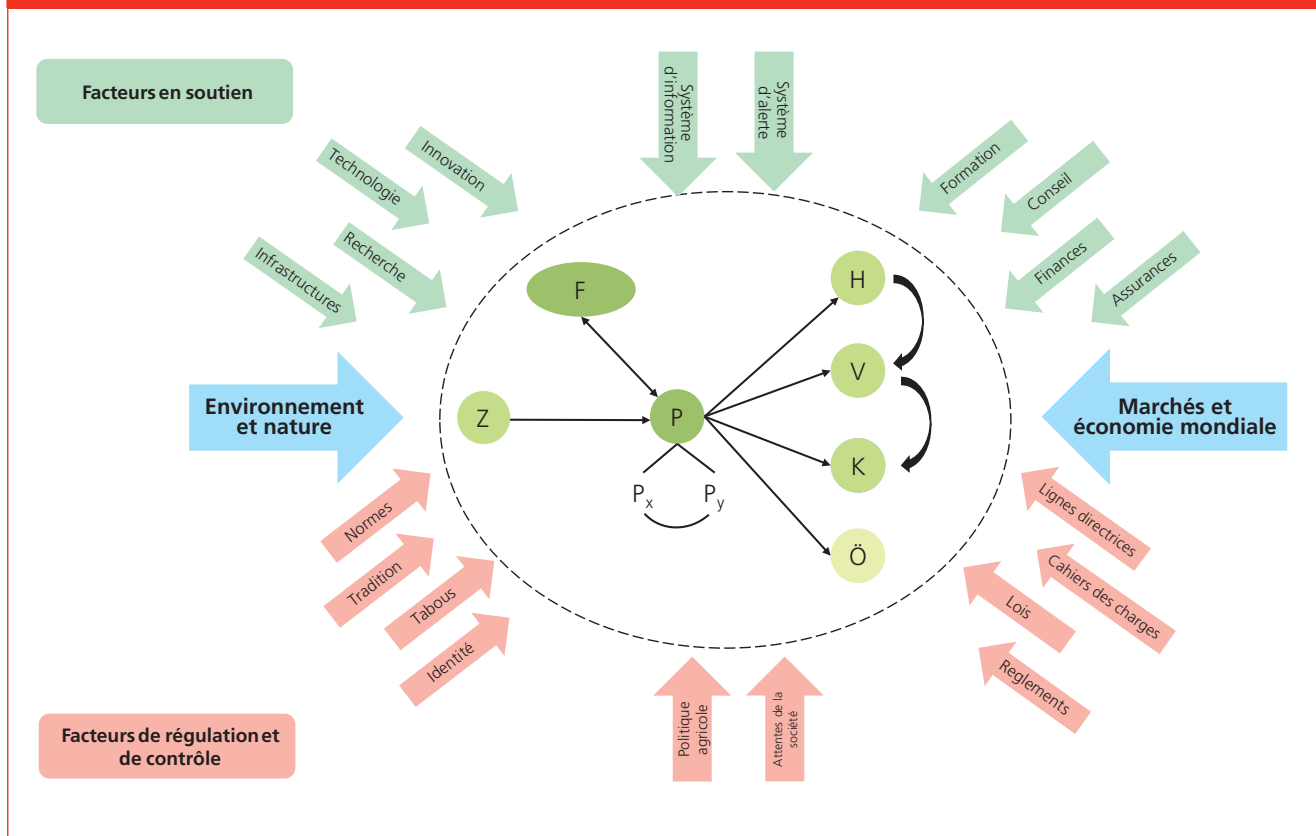 Facteurs en soutien
Système
d'information
Système
d'alerte
Innovation
Technologie
Recherche
Infrastructures
Formation
Conseil
Finances
Assurances
Environnement
et nature
Marchés et
économie mondiale
F
Z
P
P x
P y
H
V
K
Ö
Normes
Tradition
Tabous
Identité
Lignes directrices
Cahiers des charges
Lois
Reglements
Politique
agricole
Attentes de la
société
Facteurs de régulation et
de contrôle